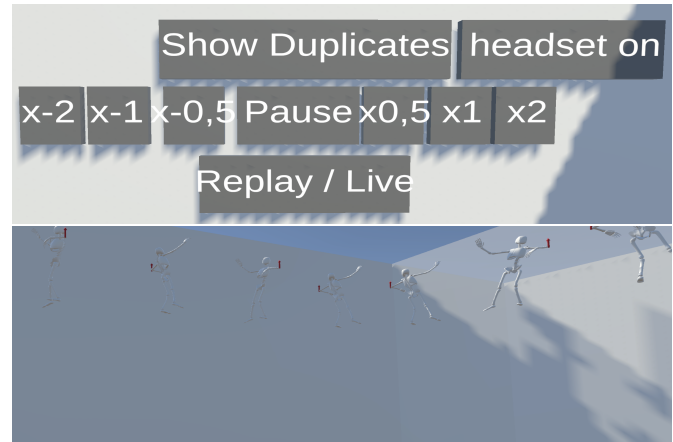 Show Duplicates headset on
x-2 x-1 x-0,5 Pause x0,5 x1 x2
Replay / Live